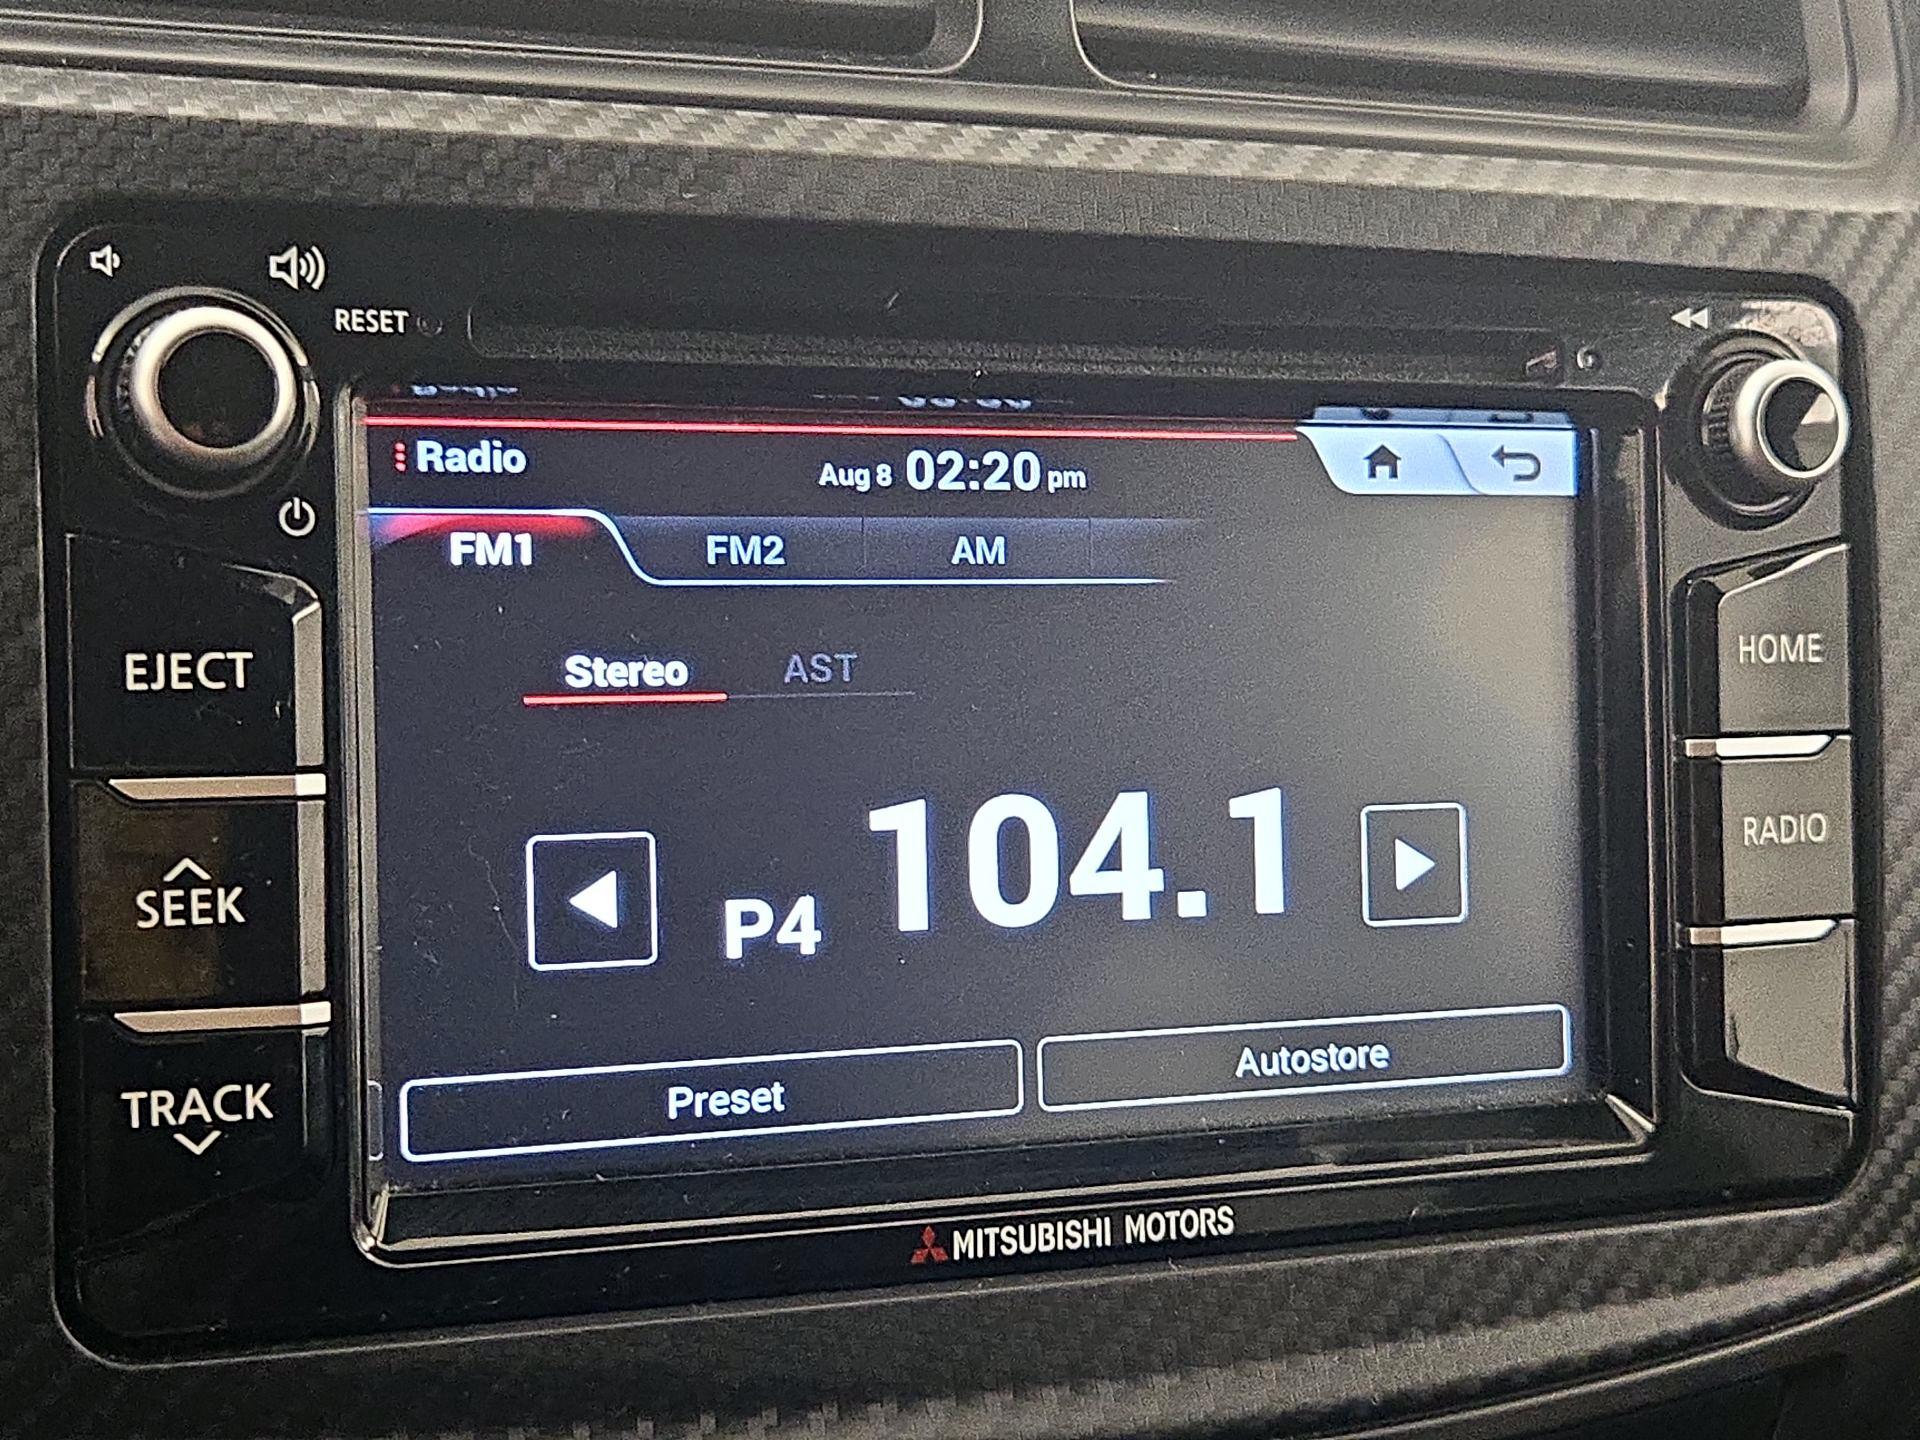 RESET
Radio
Aug 8 02:20 pm
FM1 FM2 AM
EJECT
Stereo AST
HOME
P4 104.1
RADIO
SEEK
Preset
Autostore
TRACK
MITSUBISHI MOTORS